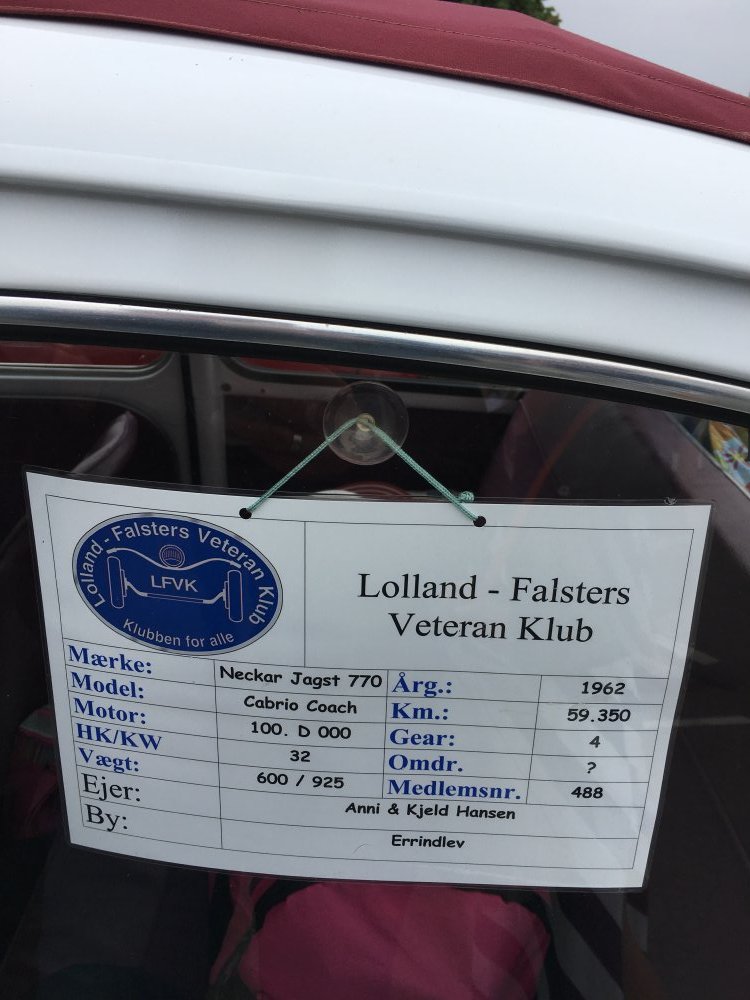 Lolland - Falsters Veteran Klub
LFVK
Klubben for alle
Lolland - Falsters
Veteran Klub
Mærke: Neckar Jagst 770 Årg.: 1962
Model: Cabrio Coach Km.: 59.350
Motor: 100. D 000 Gear: 4
HK/KW 32 Omdr. ?
Vægt: 600 / 925 Medlemsnr. 488
Ejer: Anni & Kjeld Hansen
By: Errindlev